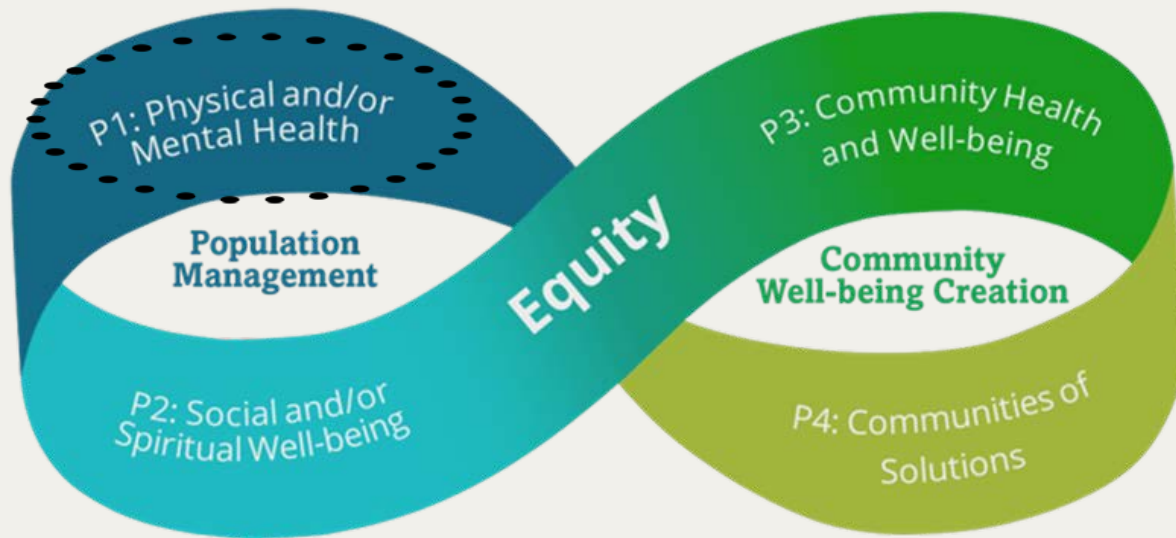 P1: Physical and/or
Mental Health
Population
Management
P2: Social and/or
Spiritual Well-being
Equity
P3: Community Health
and Well-being
Community
Well-being Creation
P4: Communities of
Solutions